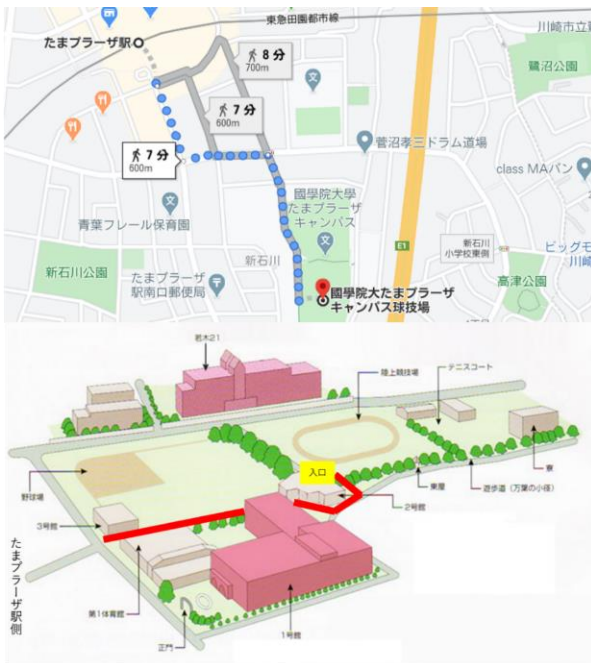 東急田園都市線
川崎市立
たまプラーザ駅
鷺沼公園
8 分
700m
7 分
600m
7 分
600m
菅沼孝三ドラム道場
class MAパン
國學院大學
たまプラーザ
キャンパス
青葉フレール保育園
新石川
E1
新石川
小学校東側
ビッグモ
川崎
新石川公園
たまプラーザ
駅南口郵便局
高津公園
國學院大たまプラーザ
キャンパス球技場
若木21
陸上競技場
テニスコート
入口
寮
野球場
東屋
遊歩道(万葉の小径)
2号館
3号館
たまプラーザ駅側
第1体育館
1号館
正門